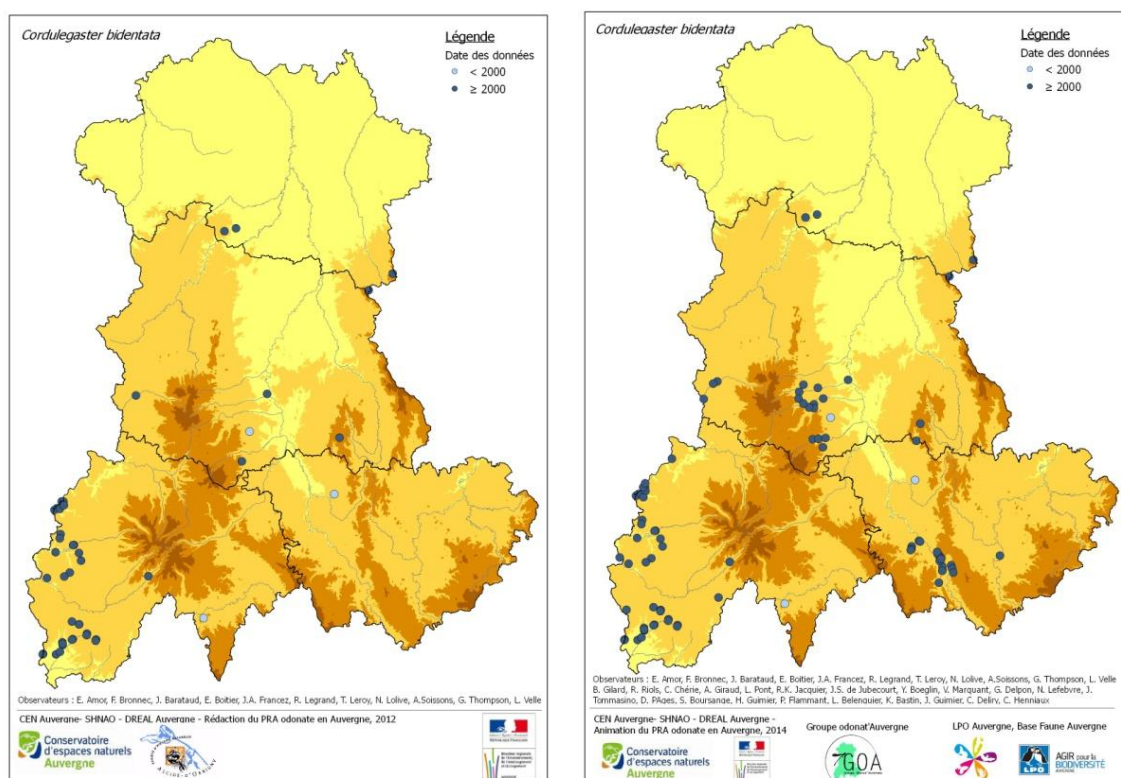 Cordulegaster bidentata
Légende
Date des données
< 2000
≥ 2000
Observateurs : E. Amor, F. Bronnec, J. Barataud, E. Boitier, J.A. Francez, R. Legrand, T. Leroy, N. Lolive, A.Soissons, G. Thompson, L. Velle
CEN Auvergne- SHNAO - DREAL Auvergne - Rédaction du PRA odonate en Auvergne, 2012
Conservatoire
d'espaces naturels
Auvergne
RÉPUBLIQUE FRANÇAISE
Cordulegaster bidentata
Légende
Date des données
< 2000
≥ 2000
Observateurs : E. Amor, F. Bronnec, J. Barataud, E. Boitier, J.A. Francez, R. Legrand, T. Leroy, N. Lolive, A.Soissons, G. Thompson, L. Velle
B. Gilard, R. Riols, C. Chérie, A. Giraud, L. Pont, R.K. Jacquier, J.S. de Jubecourt, Y. Boeglin, V. Marquant, G. Delpon, N. Lefebvre, J.
Tommasino, D. PAges, S. Boursange, H. Guimier, P. Flammant, L. Belenguier, K. Bastin, J. Guimier, C. Deliry, C. Henniaux
CEN Auvergne- SHNAO - DREAL Auvergne -
Animation du PRA odonate en Auvergne, 2014
Groupe odonat'Auvergne
LPO Auvergne, Base Faune Auvergne
Conservatoire
d'espaces naturels
Auvergne
GOA
LPO
AGIR pour la
BIODIVERSITÉ